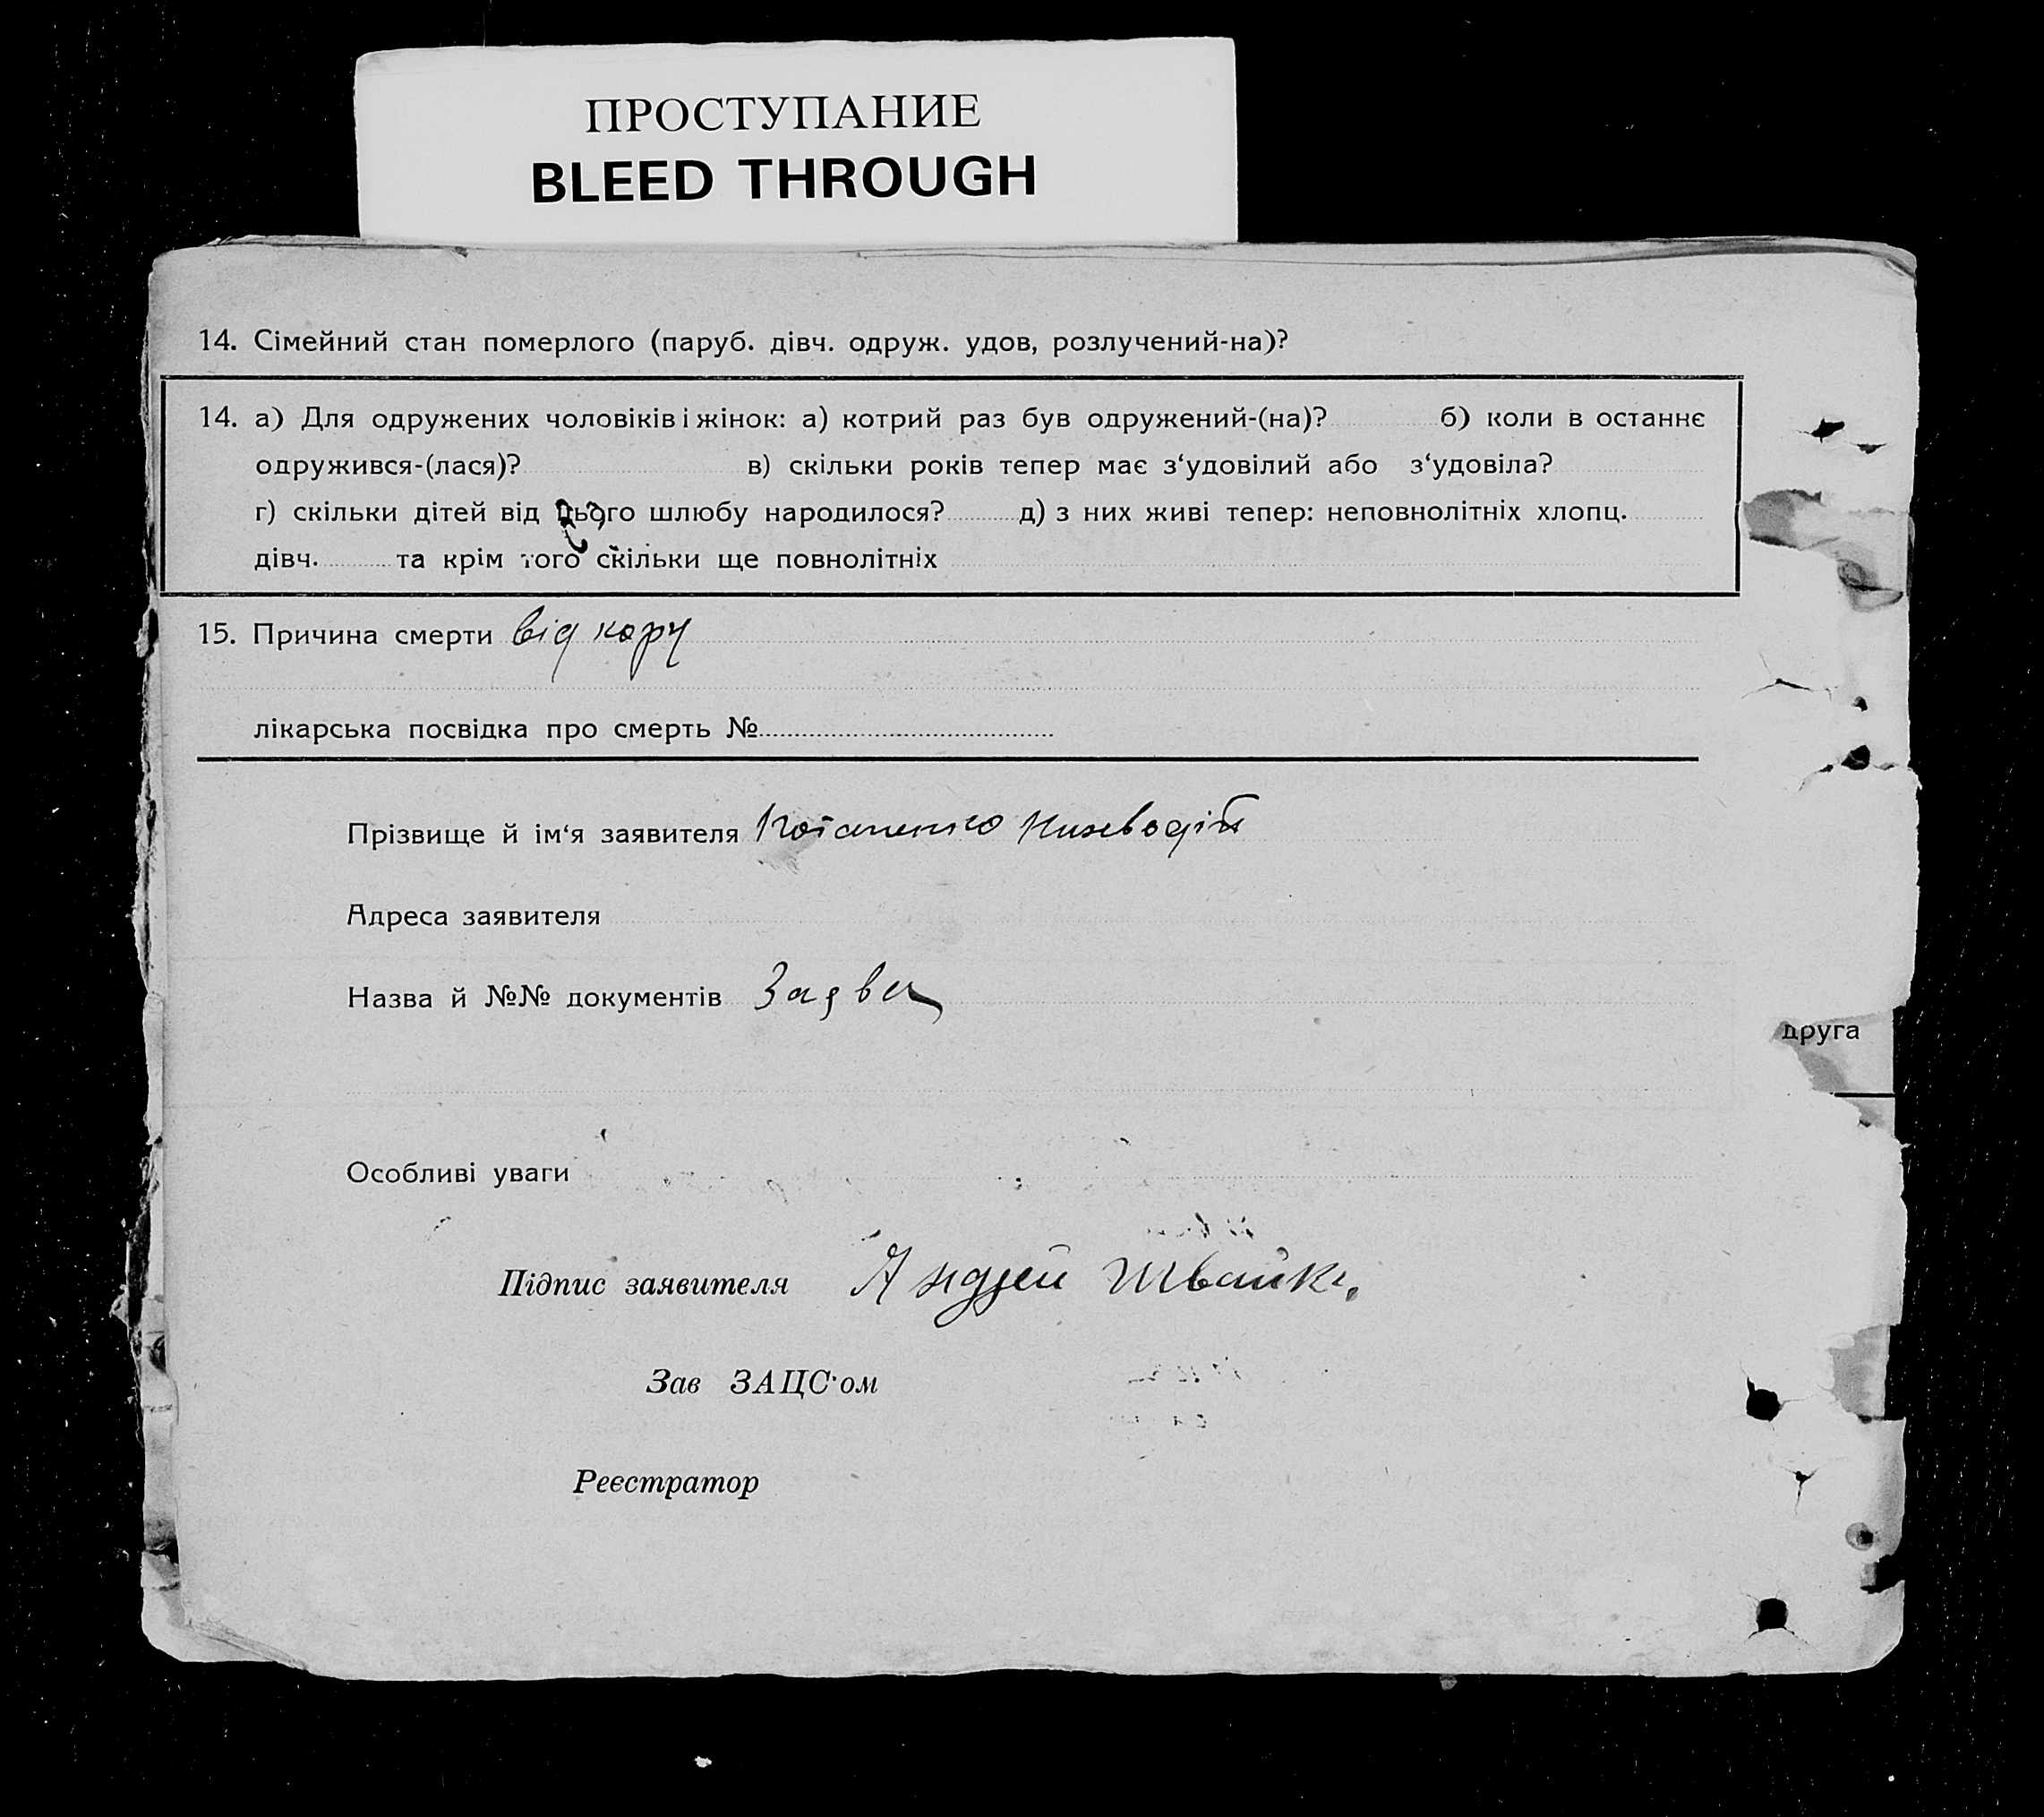 ПРОСТУПАНИЕ
BLEED THROUGH
14. Сімейний стан померлого (паруб. дівч. одруж. удов, розлучений-на)?
14. а) Для одружених чоловіків і жінок: а) котрий раз був одружений-(на)? б) коли в останнє
одружився-(лася)? в) скільки років тепер має з‘удовілий або з‘удовіла?
г) скільки дітей від цього шлюбу народилося? д) з них живі тепер: неповнолітніх хлопц.
дівч. та крім того скільки ще повнолітніх
15. Причина смерти від кору
лікарська посвідка про смерть №
Прізвище й ім‘я заявителя
Адреса заявителя
Назва й №№ документів Заява
друга
Особливі уваги
Підпис заявителя Андрей
Зав ЗАЦС‘ом
Реєстратор